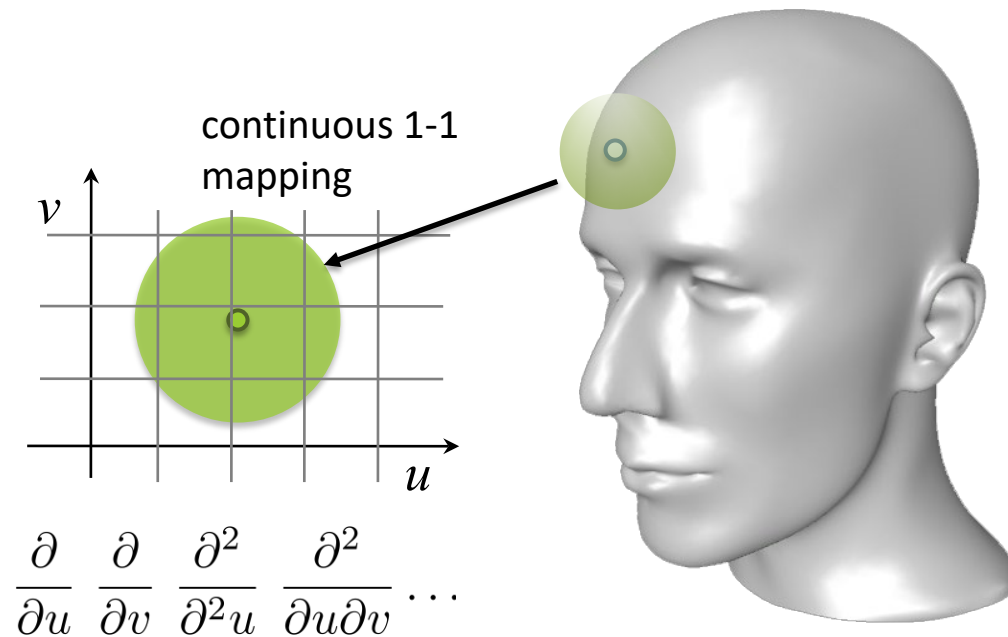 continuous 1-1
mapping
v
u
∂/∂u ∂/∂v ∂²/∂²u ∂²/∂u∂v ...